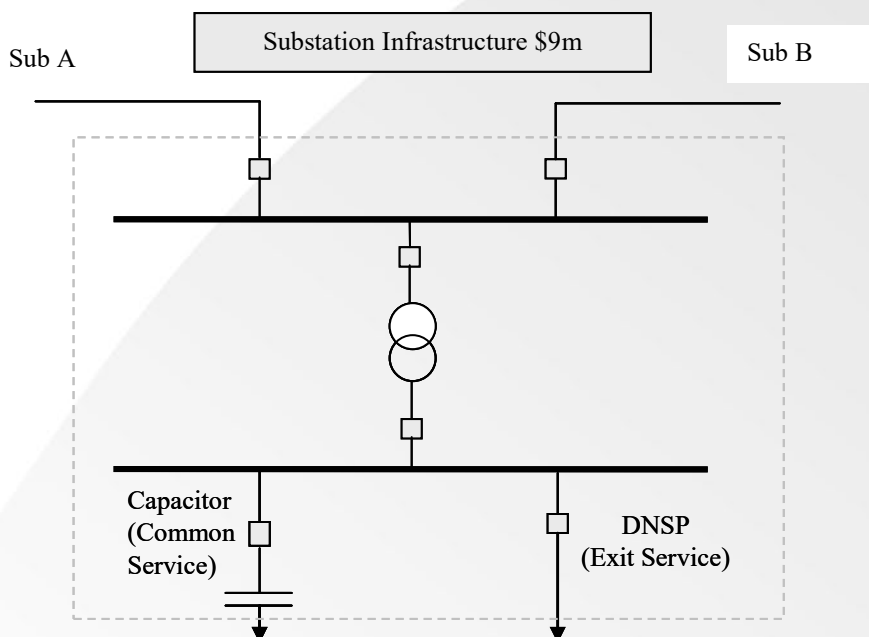 Substation Infrastructure $9m
Sub A
Sub B
Capacitor
(Common
Service)
DNSP
(Exit Service)